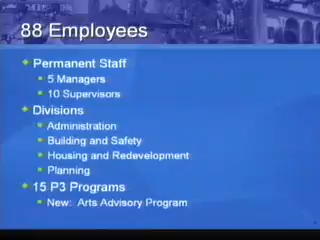 88 Employees
Permanent Staff
5 Managers
10 Supervisors
Divisions
Administration
Building and Safety
Housing and Redevelopment
Planning
15 P3 Programs
New: Arts Advisory Program